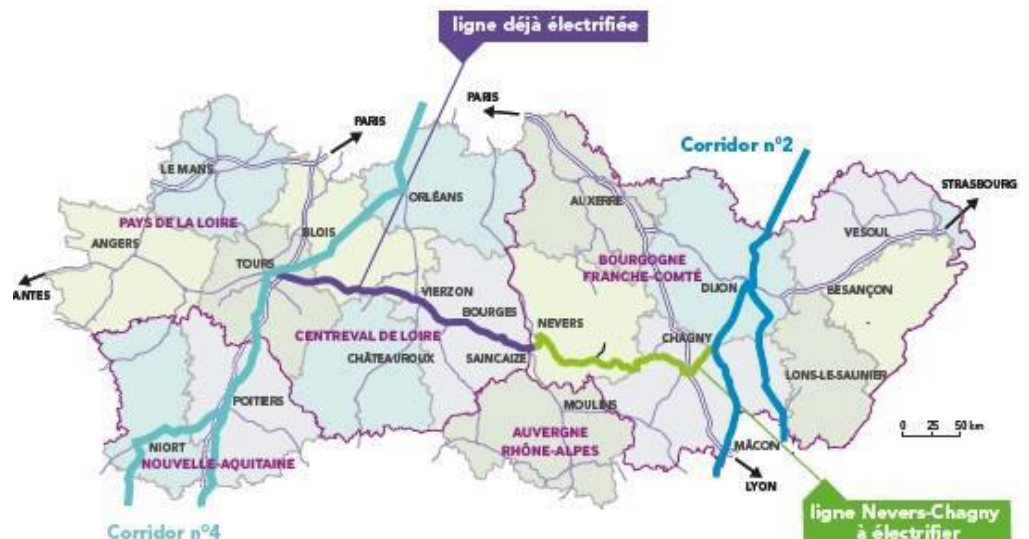 ligne déjà électrifiée
PARIS
PARIS
Corridor n°2
LE MANS
STRASBOURG
ORLÉANS
AUXERRE
PAYS DE LA LOIRE
BLOIS
VESOUL
ANGERS
TOURS
BOURGOGNE
FRANCHE-COMTÉ
ANTES
VIERZON
DIJON
BESANÇON
BOURGES
NEVERS
CENTREVAL DE LOIRE
CHAGNY
CHÂTEAUROUX
SAINCAIZE
LONS-LE-SAUNIER
POITIERS
MOULINS
AUVERGNE
RHÔNE-ALPES
0 25 50 km
NIORT
MÂCON
NOUVELLE-AQUITAINE
LYON
ligne Nevers-Chagny
à électrifier
Corridor n°4